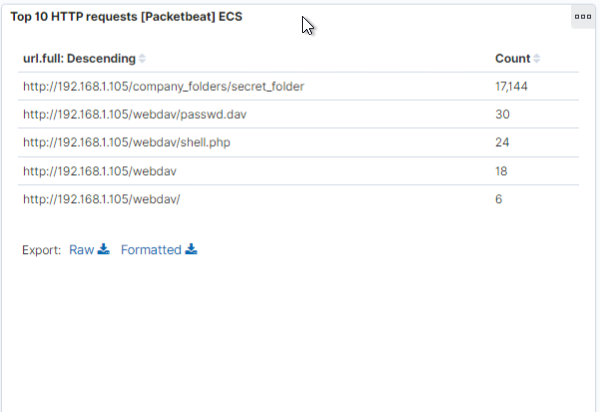 Top 10 HTTP requests [Packetbeat] ECS
url.full: Descending Count
http://192.168.1.105/company_folders/secret_folder 17,144
http://192.168.1.105/webdav/passwd.dav 30
http://192.168.1.105/webdav/shell.php 24
http://192.168.1.105/webdav 18
http://192.168.1.105/webdav/ 6
Export: Raw Formatted